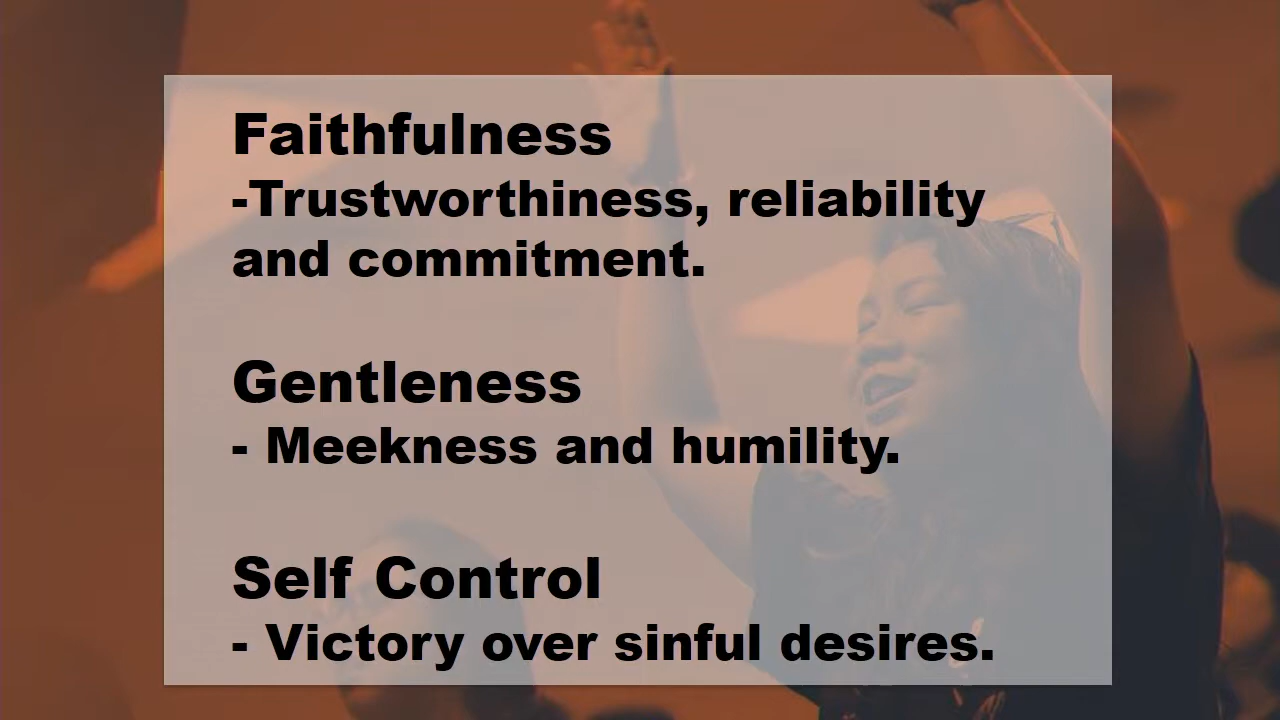 Faithfulness
-Trustworthiness, reliability
and commitment.
Gentleness
- Meekness and humility.
Self Control
- Victory over sinful desires.